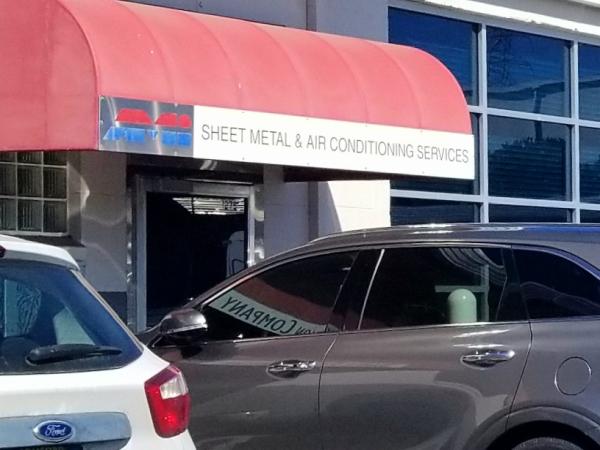 SHEET METAL & AIR CONDITIONING SERVICES
COMPANY
Ford